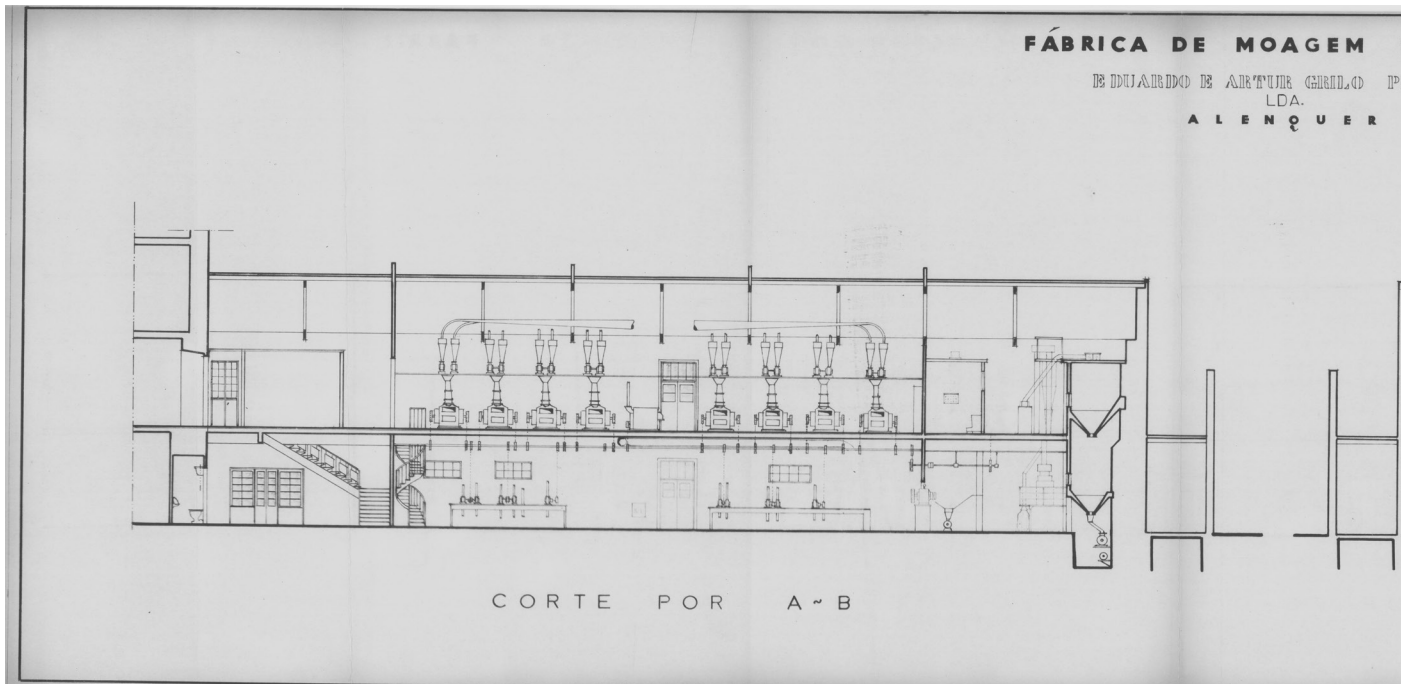 FÁBRICA DE MOAGEM
EDUARDO E ARTUR GRILO P
LDA.
ALENQUER
CORTE POR A~B